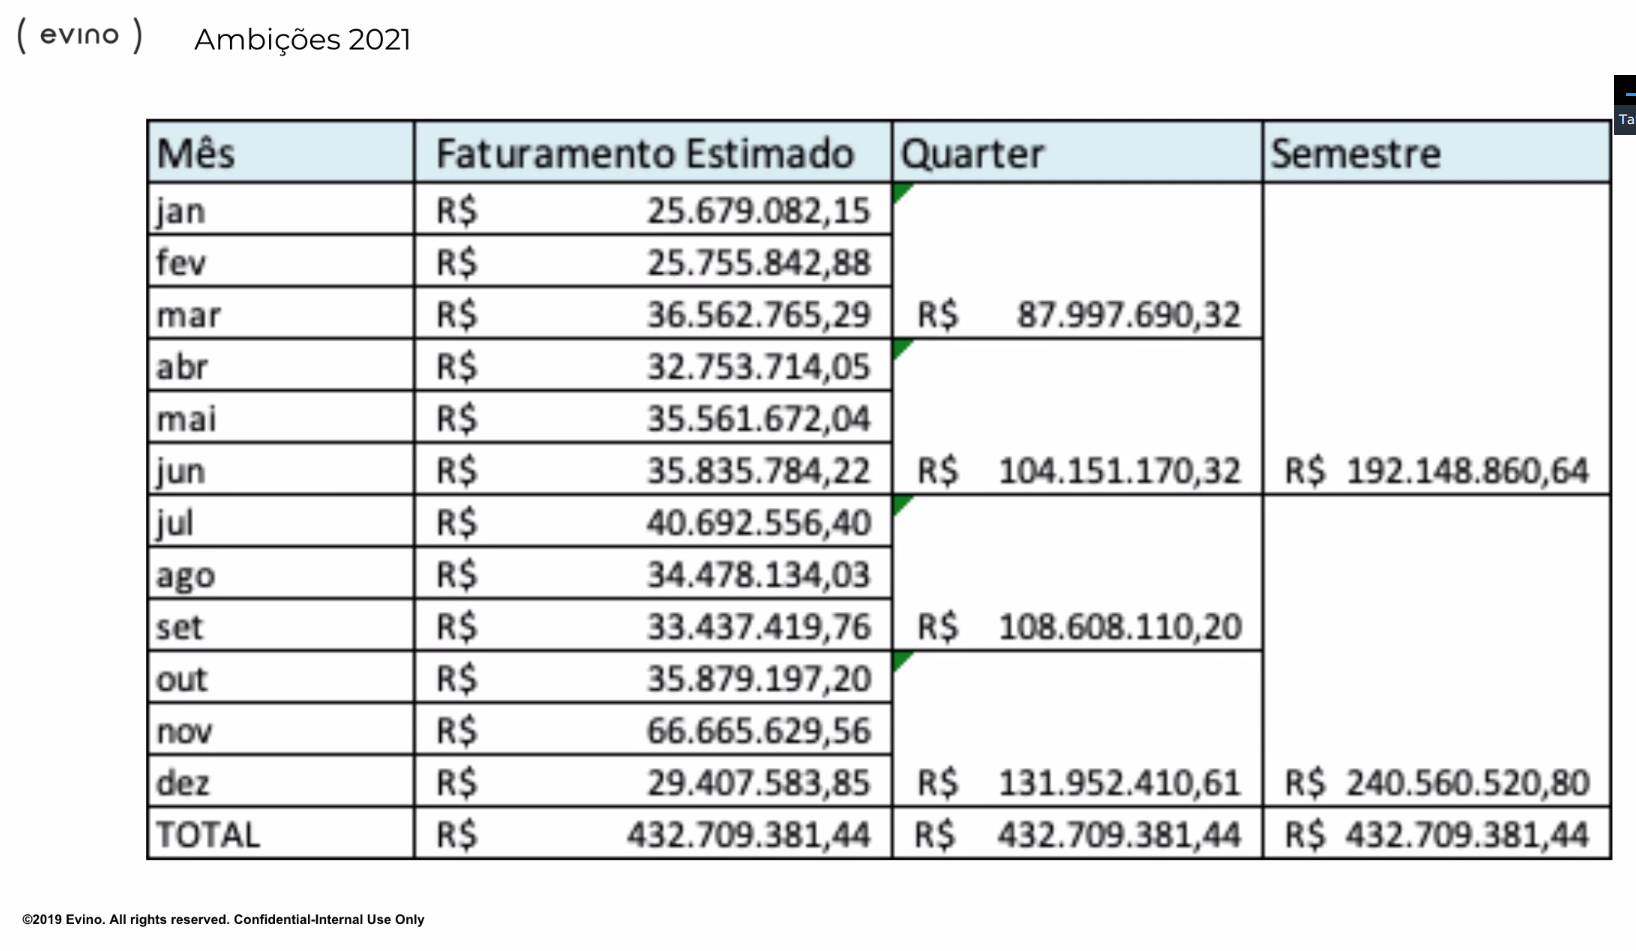 ( evino ) Ambições 2021
Ta
Mês Faturamento Estimado Quarter Semestre
jan R$ 25.679.082,15
fev R$ 25.755.842,88
mar R$ 36.562.765,29 R$ 87.997.690,32
abr R$ 32.753.714,05
mai R$ 35.561.672,04
jun R$ 35.835.784,22 R$ 104.151.170,32 R$ 192.148.860,64
jul R$ 40.692.556,40
ago R$ 34.478.134,03
set R$ 33.437.419,76 R$ 108.608.110,20
out R$ 35.879.197,20
nov R$ 66.665.629,56
dez R$ 29.407.583,85 R$ 131.952.410,61 R$ 240.560.520,80
TOTAL R$ 432.709.381,44 R$ 432.709.381,44 R$ 432.709.381,44
©2019 Evino. All rights reserved. Confidential-Internal Use Only